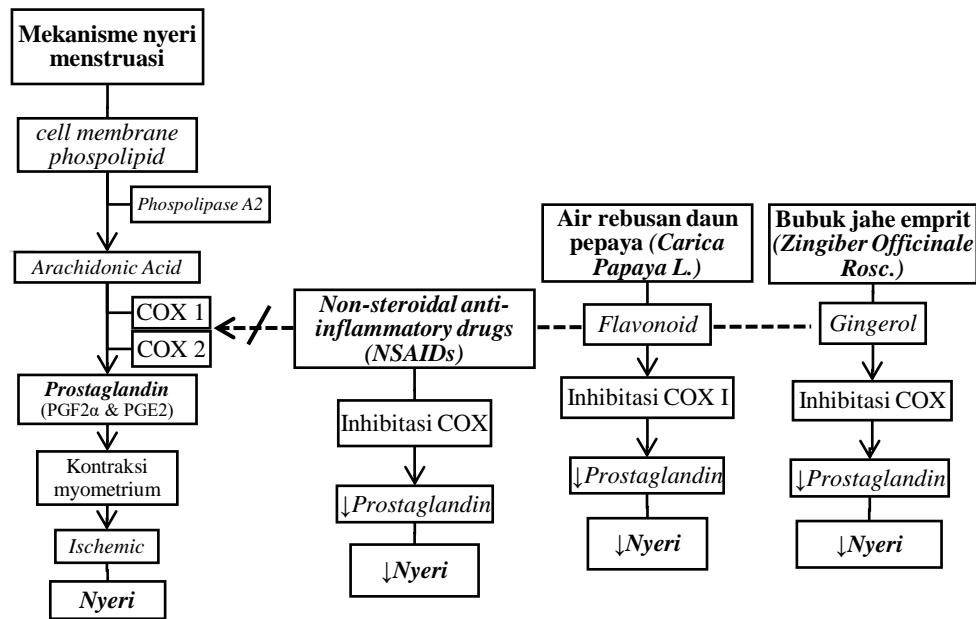 Mekanisme nyeri
menstruasi
cell membrane
phospolipid
Phospolipase A2
Arachidonic Acid
COX 1
COX 2
Prostaglandin
(PGF2α & PGE2)
Kontraksi
myometrium
Ischemic
Nyeri
Non-steroidal anti-
inflammatory drugs
(NSAIDs)
Inhibitasi COX
↓Prostaglandin
↓Nyeri
Air rebusan daun
pepaya (Carica
Papaya L.)
Flavonoid
Inhibitasi COX I
↓Prostaglandin
↓Nyeri
Bubuk jahe emprit
(Zingiber Officinale
Rosc.)
Gingerol
Inhibitasi COX
↓Prostaglandin
↓Nyeri